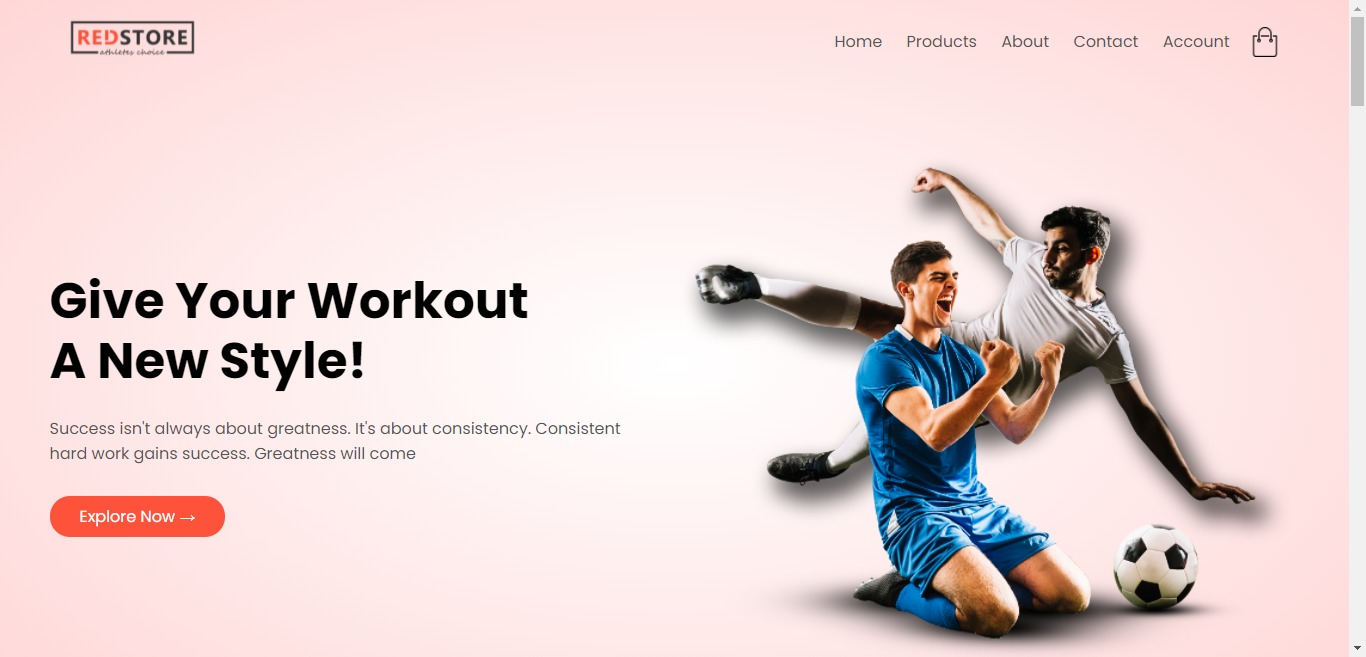 REDSTORE
athletes choice
Home Products About Contact Account
Give Your Workout
A New Style!
Success isn't always about greatness. It's about consistency. Consistent
hard work gains success. Greatness will come
Explore Now →